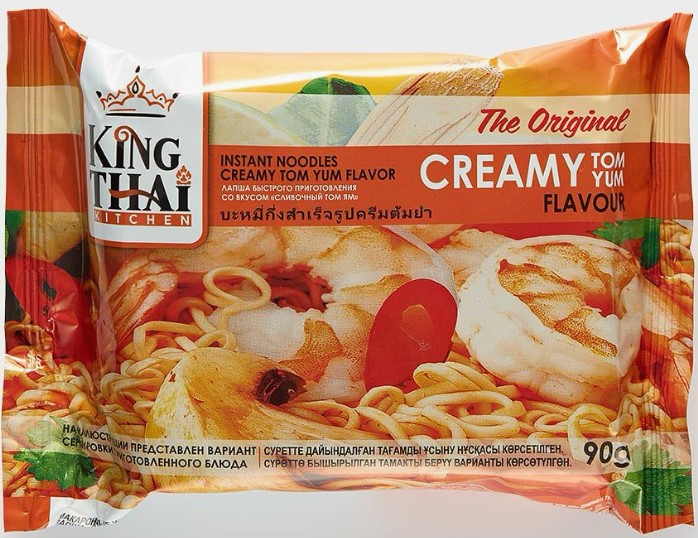 KING
THAI
KITCHEN
The Original
INSTANT NOODLES
CREAMY TOM YUM FLAVOR
ЛАПША БЫСТРОГО ПРИГОТОВЛЕНИЯ
СО ВКУСОМ «СЛИВОЧНЫЙ ТОМ ЯМ»
บะหมี่กึ่งสำเร็จรูปครีมต้มยำ
CREAMY TOM YUM
FLAVOUR
ПРЕДСТАВЛЕН ВАРИАНТ
БЛЮДА
СУРЕТТЕ ДАЙЫНДАЛҒАН ТАҒАМДЫ ҰСЫНУ НҰСҚАСЫ КӨРСЕТІЛГЕН.
СҮРӨТТӨ БЫШЫРЫЛГАН ТАМАКТЫ БЕРҮҮ ВАРИАНТЫ КӨРСӨТҮЛГӨН.
90g